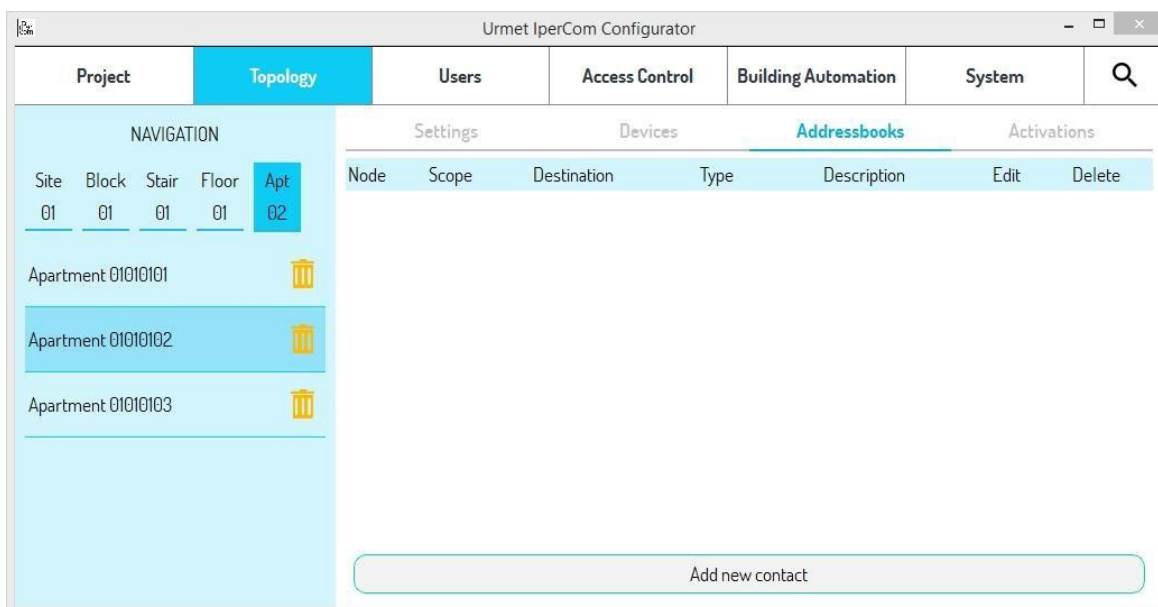 Urmet IperCom Configurator
Project Topology Users Access Control Building Automation System
NAVIGATION
Settings Devices Addressbooks Activations
Site Block Stair Floor Apt
01 01 01 01 02
Node Scope Destination Type Description Edit Delete
Apartment 01010101
Apartment 01010102
Apartment 01010103
Add new contact